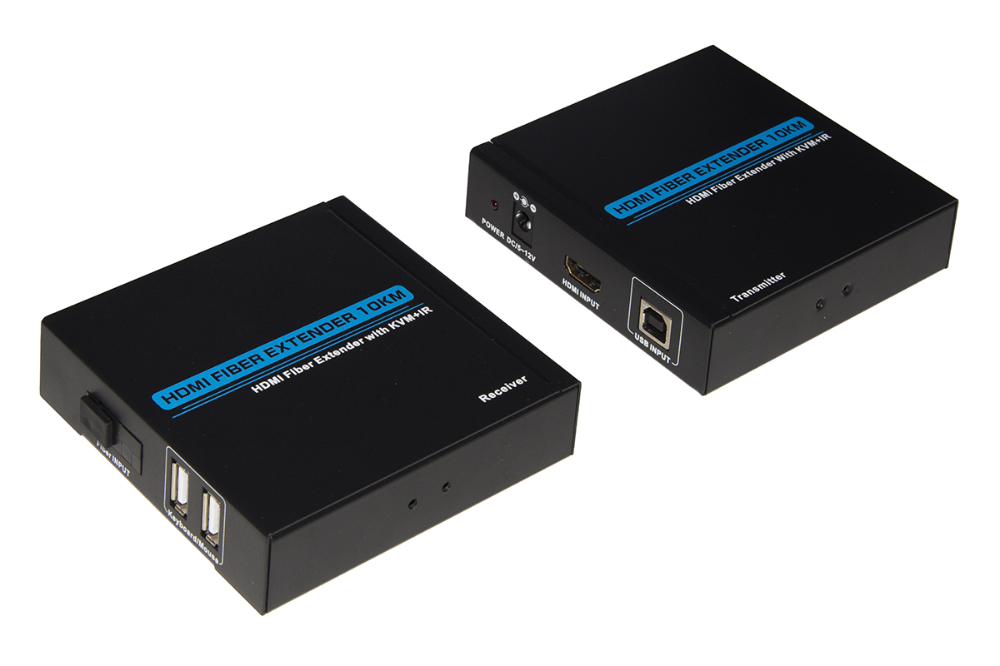 HDMI FIBER EXTENDER 10KM
HDMI Fiber Extender With KVM+IR
Transmitter
POWER DC/5~12V
HDMI INPUT
USB INPUT
HDMI FIBER EXTENDER 10KM
HDMI Fiber Extender with KVM+IR
Receiver
Fiber INPUT
Keyboard/Mouse